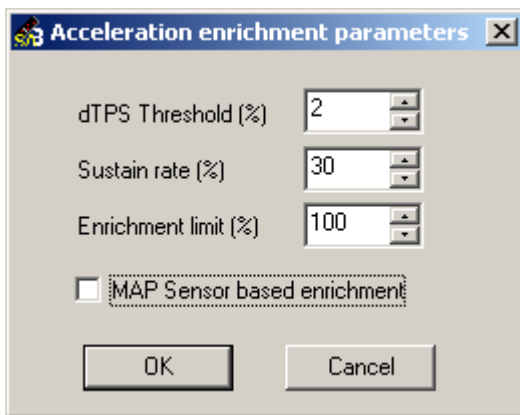 Acceleration enrichment parameters
dTPS Threshold (%) 2
Sustain rate (%) 30
Enrichment limit (%) 100
MAP Sensor based enrichment
OK Cancel